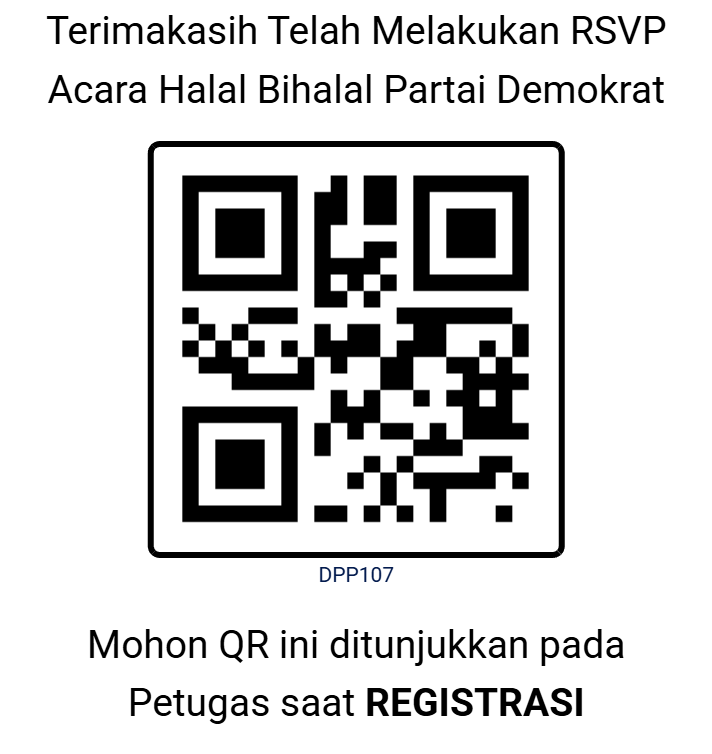 Terimakasih Telah Melakukan RSVP
Acara Halal Bihalal Partai Demokrat
DPP107
Mohon QR ini ditunjukkan pada
Petugas saat REGISTRASI